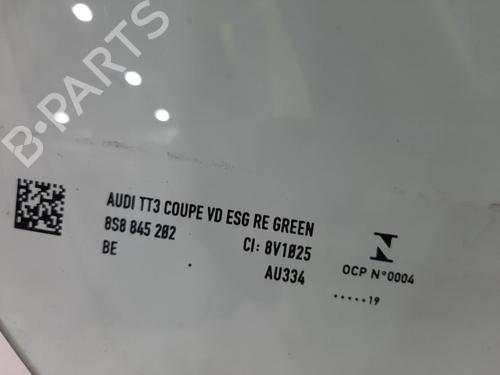 B-PARTS
AUDI TT3 COUPE VD ESG RE GREEN
8S8 845 202
CI: 8V1025
BE
AU334
OCP N°0004
.....19